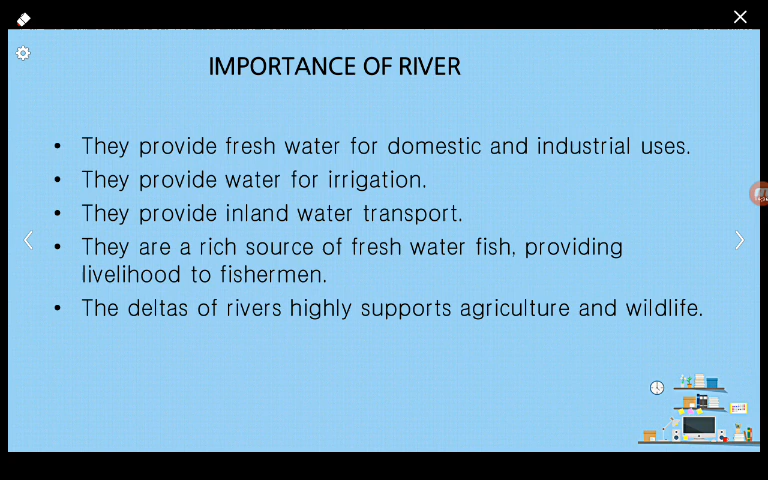 IMPORTANCE OF RIVER
• They provide fresh water for domestic and industrial uses.
• They provide water for irrigation.
• They provide inland water transport.
• They are a rich source of fresh water fish, providing
livelihood to fishermen.
• The deltas of rivers highly supports agriculture and wildlife.